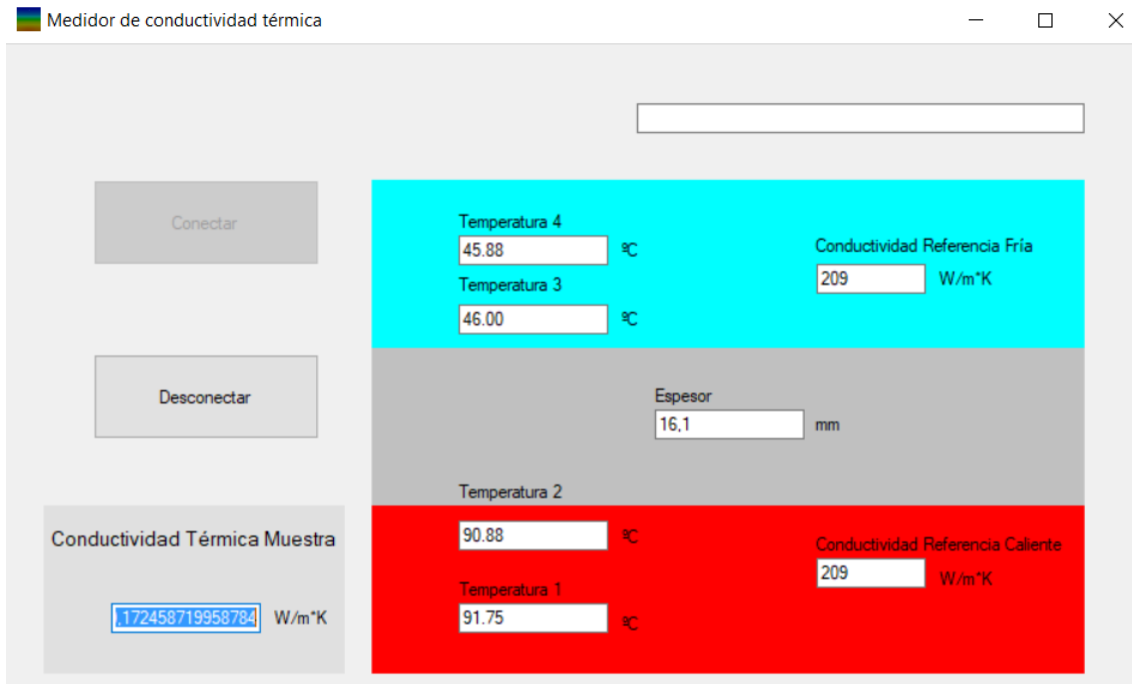 Medidor de conductividad térmica
Conectar
Temperatura 4
45.88 ºC
Conductividad Referencia Fría
209 W/m*K
Temperatura 3
46.00 ºC
Desconectar
Espesor
16,1 mm
Temperatura 2
90.88 ºC
Conductividad Térmica Muestra
Conductividad Referencia Caliente
209 W/m*K
Temperatura 1
91.75 ºC
,172458719958784 W/m*K